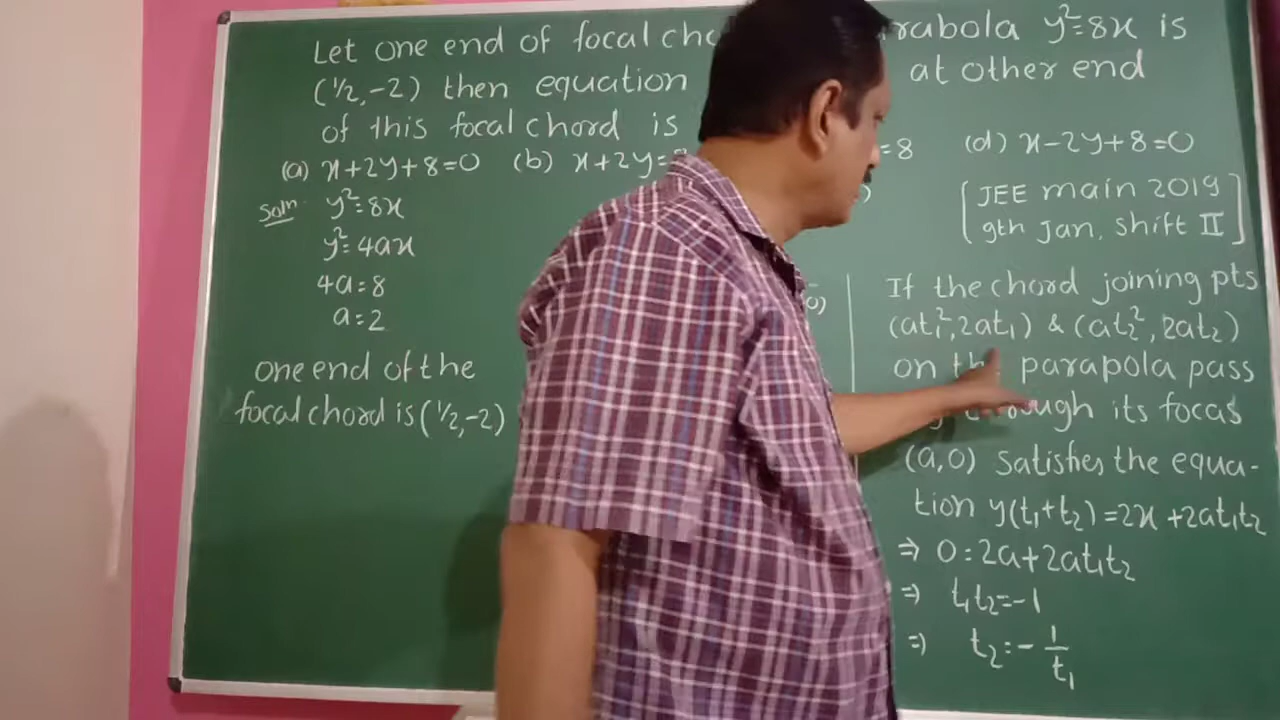 Let one end of focal cho rabola y²=8x is
(1/2,-2) then equation at other end
of this focal chord is
(a) x+2y+8=0 (b) x+2y= =8 (d) x-2y+8=0
Soln y²=8x
[JEE main 2019
9th Jan, shift II]
y²=4ax
4a=8
a=2
one end of the
focal chord is (1/2,-2)
If the chord joining pts
(at₁²,2at₁) & (at₂²,2at₂)
on the parapola pass
through its focas
(a,0) satisfies the equa-
tion y(t₁+t₂)=2x+2at₁t₂
⇒ 0=2a+2at₁t₂
⇒ t₁t₂=-1
⇒ t₂=-1/t₁